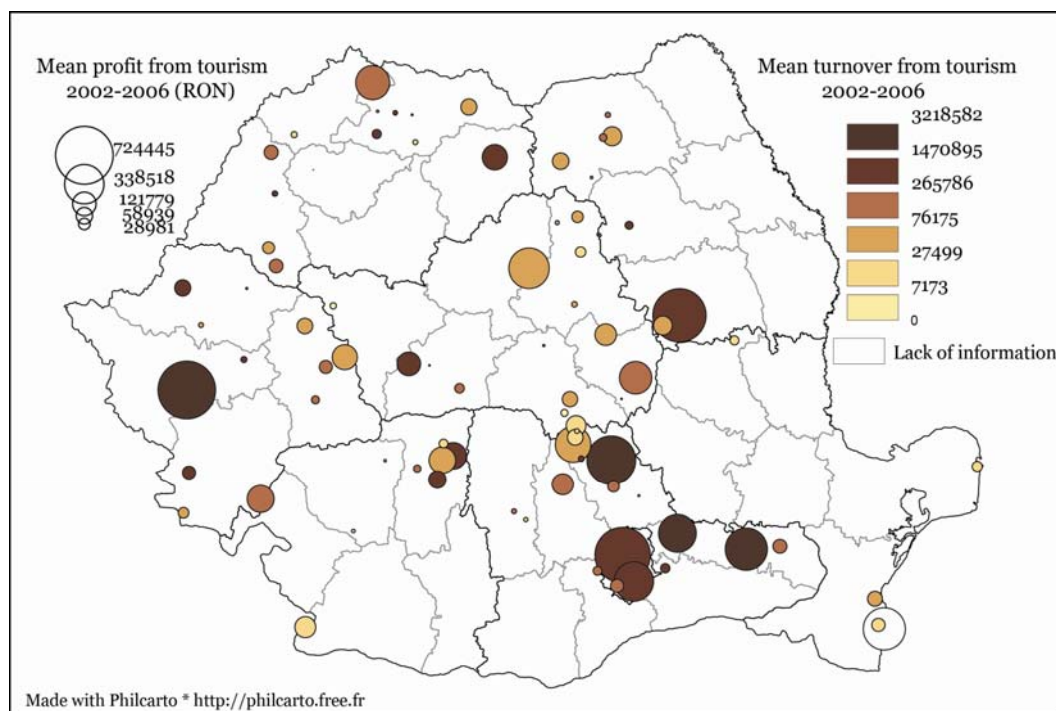 Mean profit from tourism
2002-2006 (RON)
724445
338518
121779
58939
28981
Mean turnover from tourism
2002-2006
3218582
1470895
265786
76175
27499
7173
0
Lack of information
Made with Philcarto * http://philcarto.free.fr